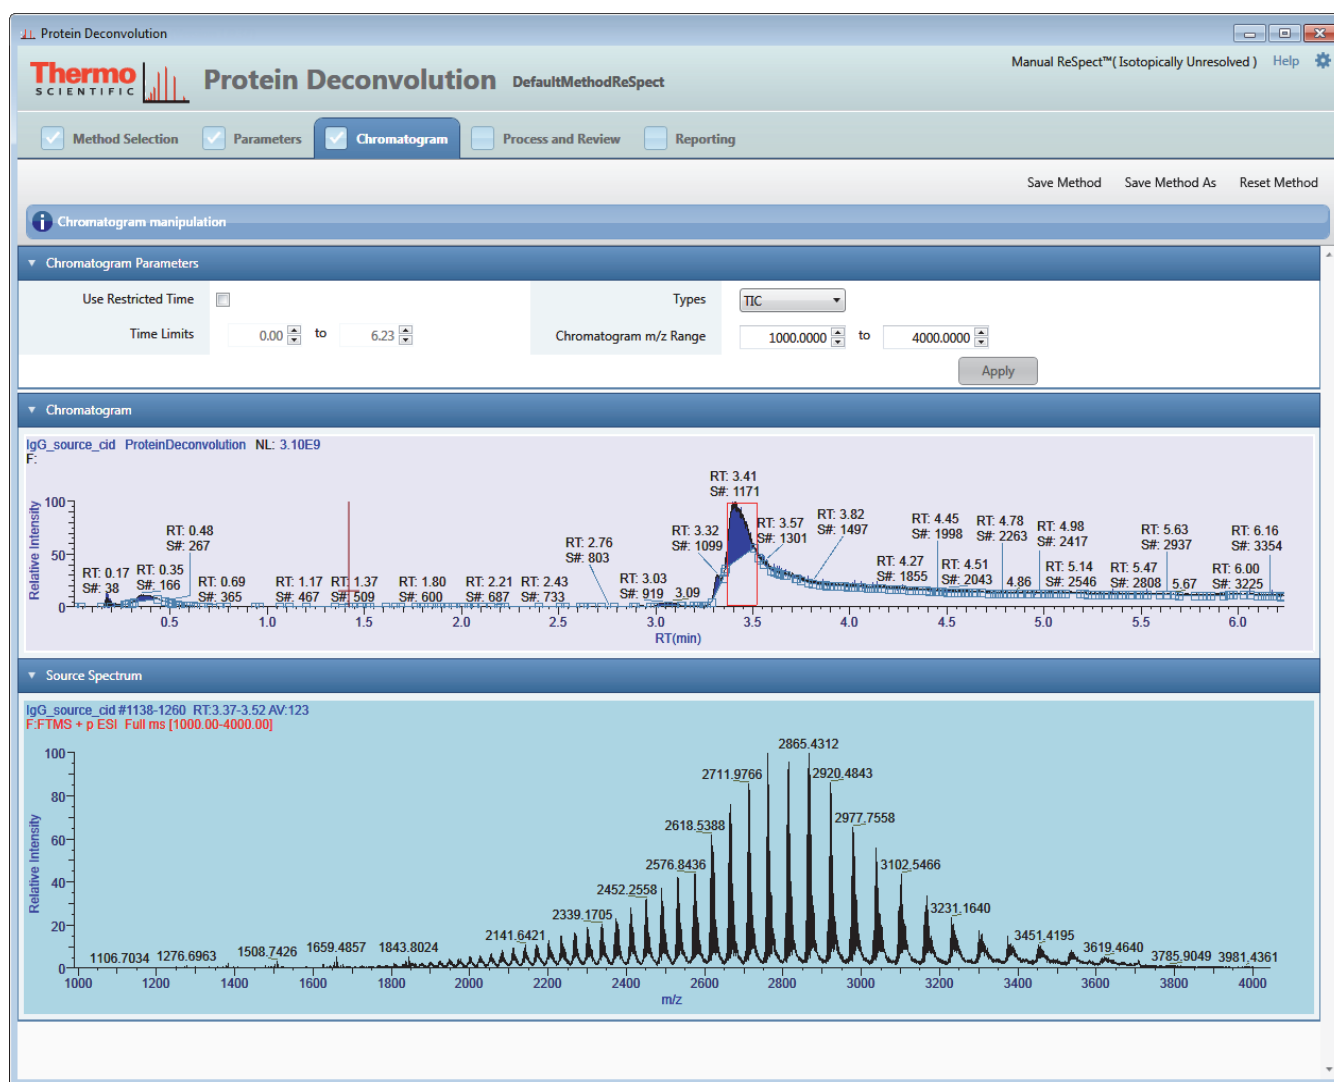 Protein Deconvolution
Thermo
SCIENTIFIC
Protein Deconvolution DefaultMethodReSpect
Manual ReSpect™( Isotopically Unresolved ) Help
Method Selection Parameters Chromatogram Process and Review Reporting
Save Method Save Method As Reset Method
Chromatogram manipulation
Chromatogram Parameters
Use Restricted Time Types TIC
Time Limits 0.00 to 6.23 Chromatogram m/z Range 1000.0000 to 4000.0000
Apply
Chromatogram
IgG_source_cid ProteinDeconvolution NL: 3.10E9
F:
Relative Intensity
100
50
0
RT: 0.17
S#: 38
RT: 0.35
S#: 166
RT: 0.48
S#: 267
RT: 0.69
S#: 365
RT: 1.17
S#: 467
RT: 1.37
S#: 509
RT: 1.80
S#: 600
RT: 2.21
S#: 687
RT: 2.43
S#: 733
RT: 2.76
S#: 803
RT: 3.03
S#: 919
3.09
RT: 3.32
S#: 1099
RT: 3.41
S#: 1171
RT: 3.57
S#: 1301
RT: 3.82
S#: 1497
RT: 4.27
S#: 1855
RT: 4.45
S#: 1998
RT: 4.51
S#: 2043
RT: 4.78
S#: 2263
4.86
RT: 4.98
S#: 2417
RT: 5.14
S#: 2546
RT: 5.47
S#: 2808
RT: 5.63
S#: 2937
5.67
RT: 6.00
S#: 3225
RT: 6.16
S#: 3354
0.5 1.0 1.5 2.0 2.5 3.0 3.5 4.0 4.5 5.0 5.5 6.0
RT(min)
Source Spectrum
IgG_source_cid #1138-1260 RT:3.37-3.52 AV:123
F:FTMS + p ESI Full ms [1000.00-4000.00]
Relative Intensity
100
80
60
40
20
0
1106.7034
1276.6963
1508.7426
1659.4857
1843.8024
2141.6421
2339.1705
2452.2558
2576.8436
2618.5388
2711.9766
2865.4312
2920.4843
2977.7558
3102.5466
3231.1640
3451.4195
3619.4640
3785.9049
3981.4361
1000 1200 1400 1600 1800 2000 2200 2400 2600 2800 3000 3200 3400 3600 3800 4000
m/z